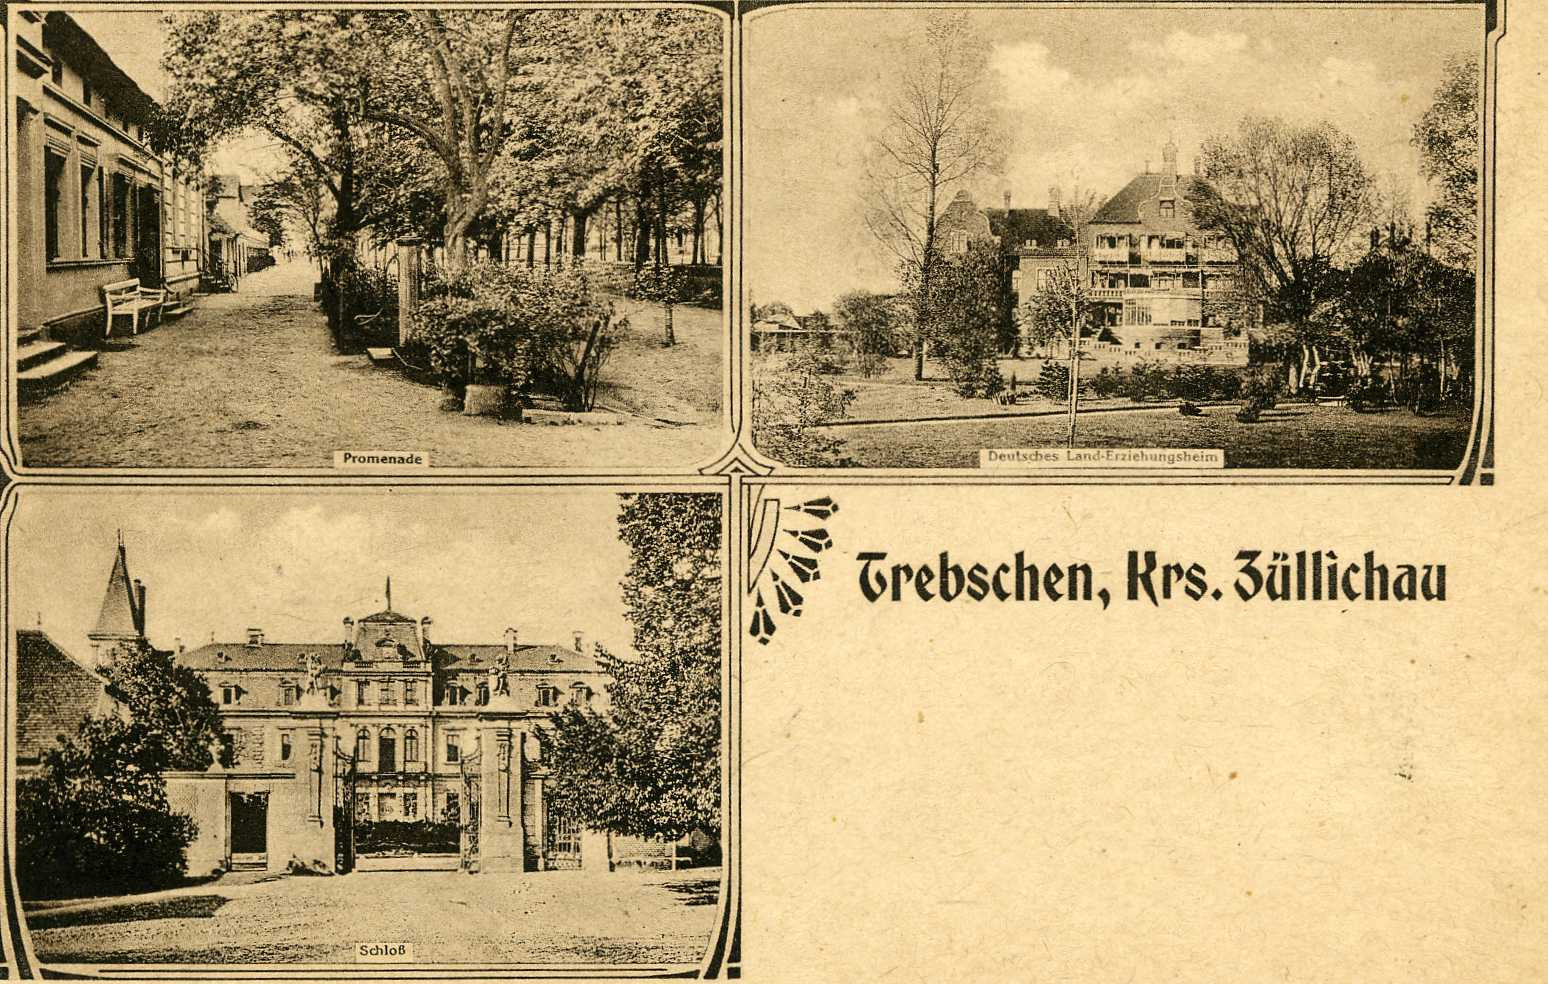 Promenade
Deutsches Land-Erziehungsheim
Trebschen, Krs. Züllichau
Schloß